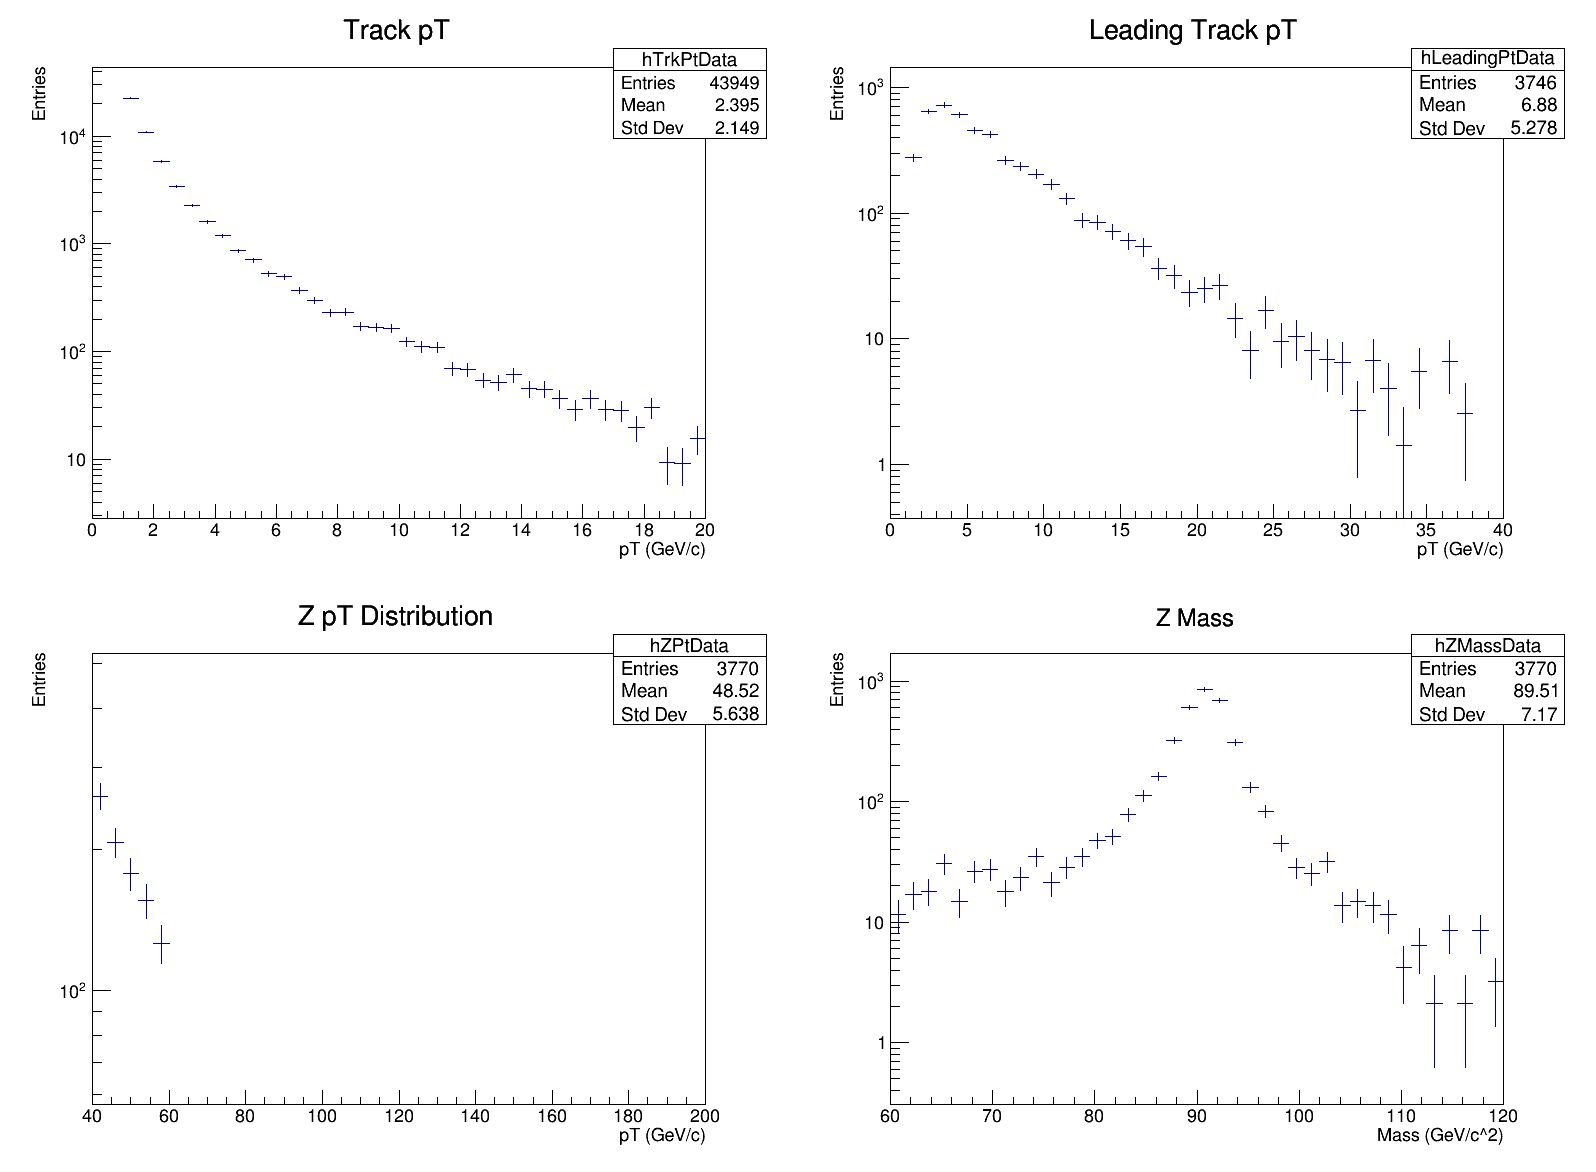 Track pT
Entries
hTrkPtData
Entries 43949
Mean 2.395
Std Dev 2.149
10^4
10^3
10^2
10
0 2 4 6 8 10 12 14 16 18 20
pT (GeV/c)
Leading Track pT
Entries
hLeadingPtData
Entries 3746
Mean 6.88
Std Dev 5.278
10^3
10^2
10
1
0 5 10 15 20 25 30 35 40
pT (GeV/c)
Z pT Distribution
Entries
hZPtData
Entries 3770
Mean 48.52
Std Dev 5.638
10^2
40 60 80 100 120 140 160 180 200
pT (GeV/c)
Z Mass
Entries
hZMassData
Entries 3770
Mean 89.51
Std Dev 7.17
10^3
10^2
10
1
60 70 80 90 100 110 120
Mass (GeV/c^2)